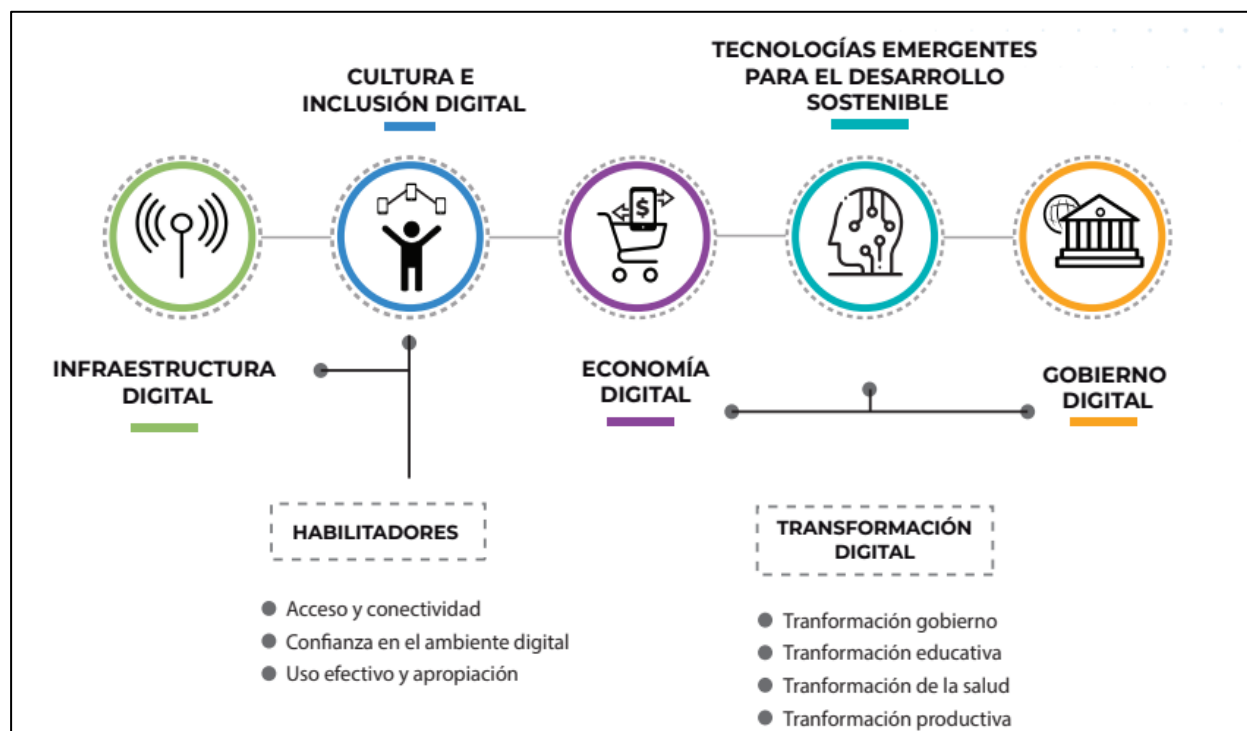 CULTURA E
INCLUSIÓN DIGITAL
TECNOLOGÍAS EMERGENTES
PARA EL DESARROLLO
SOSTENIBLE
$
INFRAESTRUCTURA
DIGITAL
ECONOMÍA
DIGITAL
GOBIERNO
DIGITAL
HABILITADORES
Acceso y conectividad
Confianza en el ambiente digital
Uso efectivo y apropiación
TRANSFORMACIÓN
DIGITAL
Tranformación gobierno
Tranformación educativa
Tranformación de la salud
Tranformación productiva